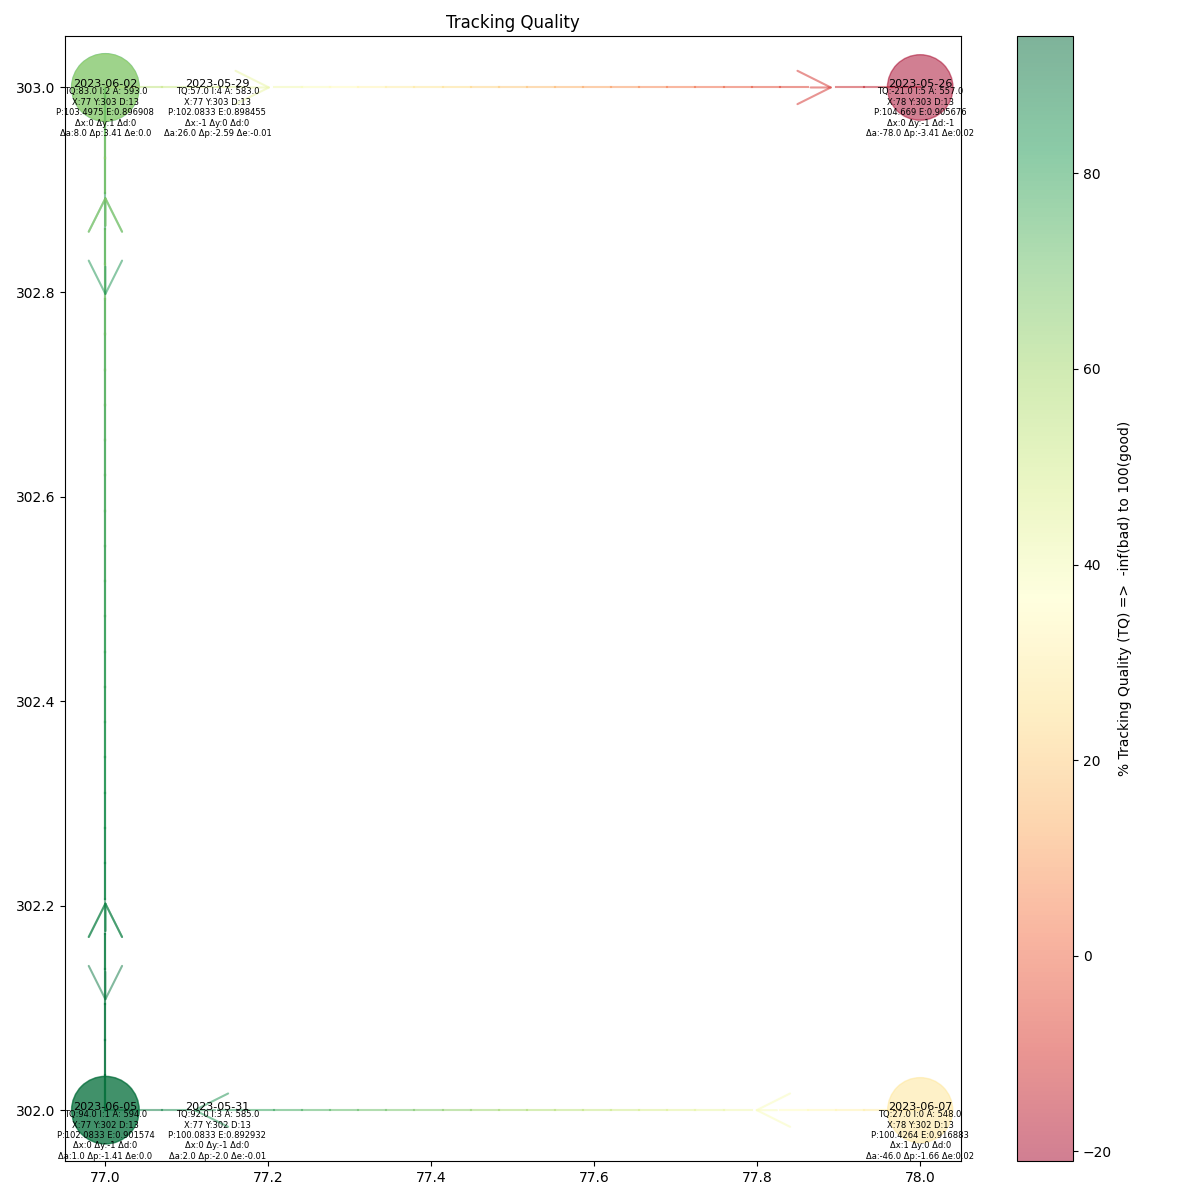 Tracking Quality
303.0
302.8
302.6
302.4
302.2
302.0
2023-06-02
TQ:83.0 I:2 A: 593.0
X:77 Y:303 D:13
P:103.4975 E:0.896908
Δx:0 Δy:1 Δd:0
Δa:8.0 Δp:3.41 Δe:0.0
2023-05-29
TQ:57.0 I:4 A: 583.0
X:77 Y:303 D:13
P:102.0833 E:0.898455
Δx:-1 Δy:0 Δd:0
Δa:26.0 Δp:-2.59 Δe:-0.01
2023-05-26
TQ:-21.0 I:5 A: 557.0
X:78 Y:303 D:13
P:104.669 E:0.905676
Δx:0 Δy:-1 Δd:-1
Δa:-78.0 Δp:-3.41 Δe:0.02
2023-06-05
TQ:94.0 I:1 A: 594.0
X:77 Y:302 D:13
P:102.0833 E:0.901574
Δx:0 Δy:-1 Δd:0
Δa:1.0 Δp:-1.41 Δe:0.0
2023-05-31
TQ:92.0 I:3 A: 585.0
X:77 Y:302 D:13
P:100.0833 E:0.892932
Δx:0 Δy:-1 Δd:0
Δa:2.0 Δp:-2.0 Δe:-0.01
2023-06-07
TQ:27.0 I:0 A: 548.0
X:78 Y:302 D:13
P:100.4264 E:0.916883
Δx:1 Δy:0 Δd:0
Δa:-46.0 Δp:-1.66 Δe:0.02
77.0
77.2
77.4
77.6
77.8
78.0
80
60
40
20
0
−20
% Tracking Quality (TQ) => -inf(bad) to 100(good)